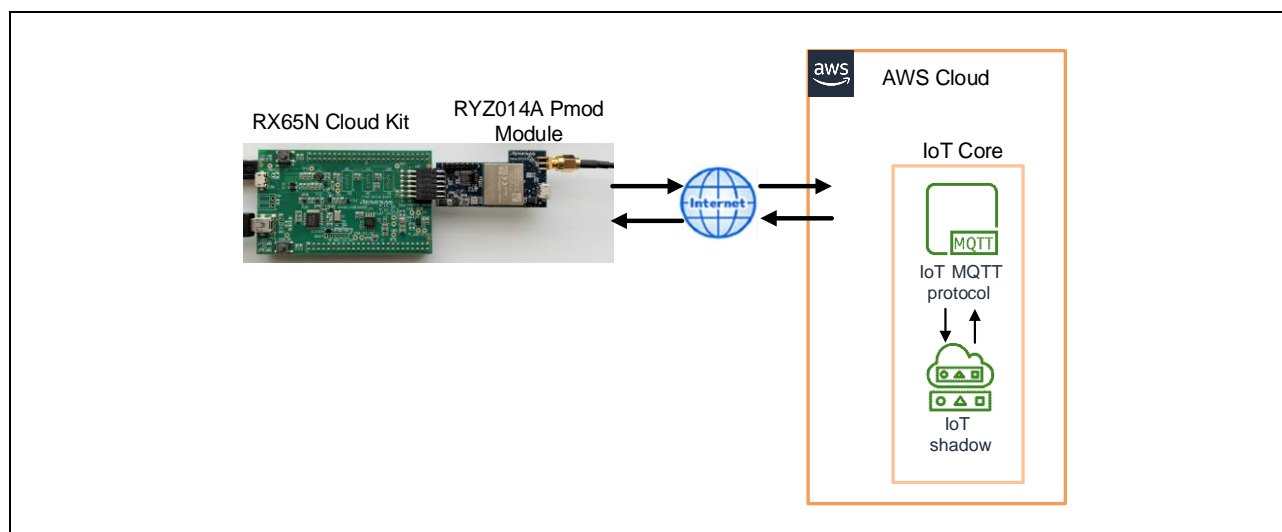 RX65N Cloud Kit
RYZ014A Pmod
Module
Internet
aws
AWS Cloud
IoT Core
MQTT
IoT MQTT
protocol
IoT
shadow